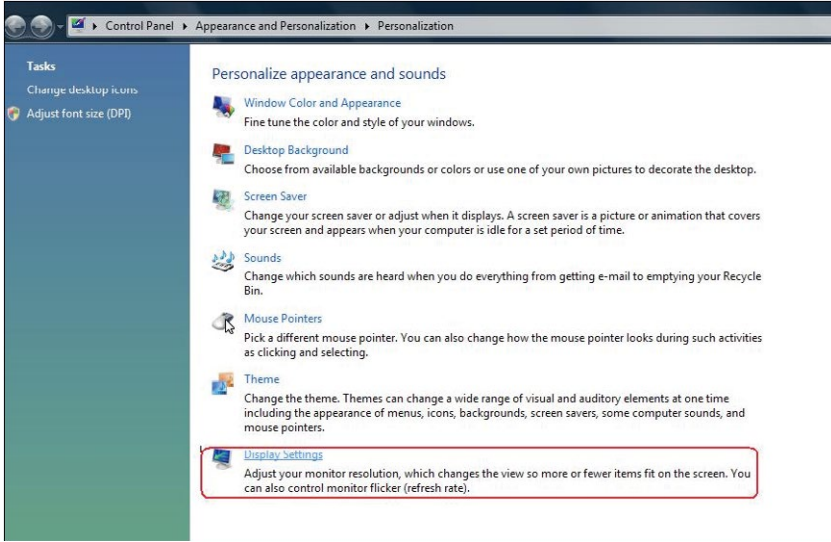 Control Panel ▸ Appearance and Personalization ▸ Personalization
Tasks
Change desktop icons
Adjust font size (DPI)
Personalize appearance and sounds
Window Color and Appearance
Fine tune the color and style of your windows.
Desktop Background
Choose from available backgrounds or colors or use one of your own pictures to decorate the desktop.
Screen Saver
Change your screen saver or adjust when it displays. A screen saver is a picture or animation that covers
your screen and appears when your computer is idle for a set period of time.
Sounds
Change which sounds are heard when you do everything from getting e-mail to emptying your Recycle
Bin.
Mouse Pointers
Pick a different mouse pointer. You can also change how the mouse pointer looks during such activities
as clicking and selecting.
Theme
Change the theme. Themes can change a wide range of visual and auditory elements at one time
including the appearance of menus, icons, backgrounds, screen savers, some computer sounds, and
mouse pointers.
Display Settings
Adjust your monitor resolution, which changes the view so more or fewer items fit on the screen. You
can also control monitor flicker (refresh rate).